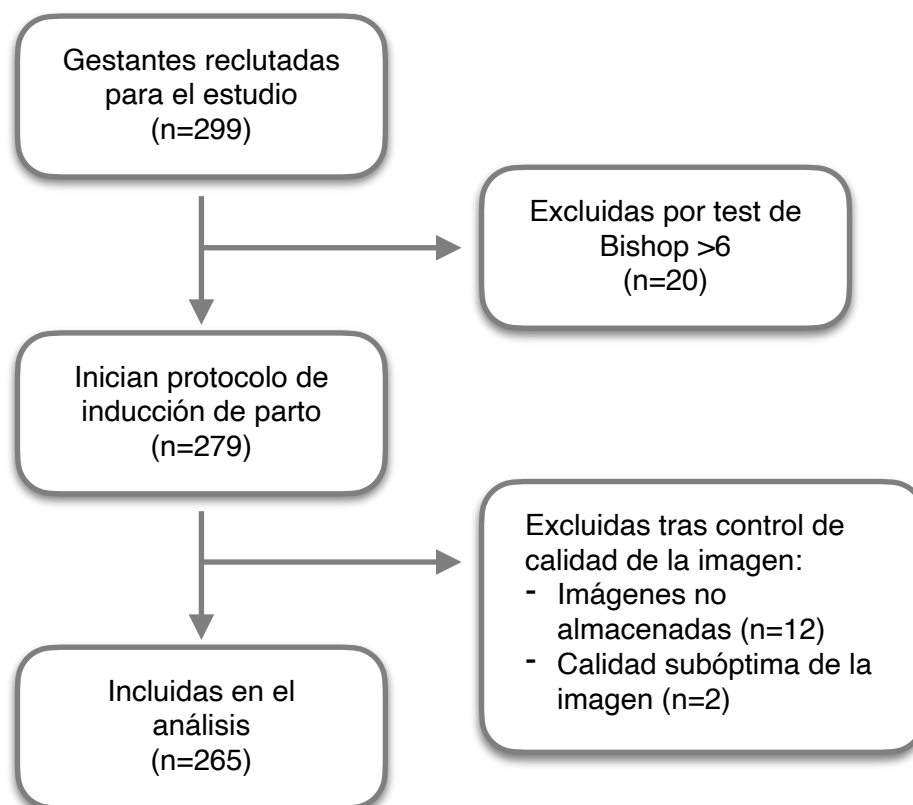 Gestantes reclutadas
para el estudio
(n=299)
Excluidas por test de
Bishop >6
(n=20)
Inician protocolo de
inducción de parto
(n=279)
Excluidas tras control de
calidad de la imagen:
- Imágenes no
almacenadas (n=12)
- Calidad subóptima de la
imagen (n=2)
Incluidas en el
análisis
(n=265)